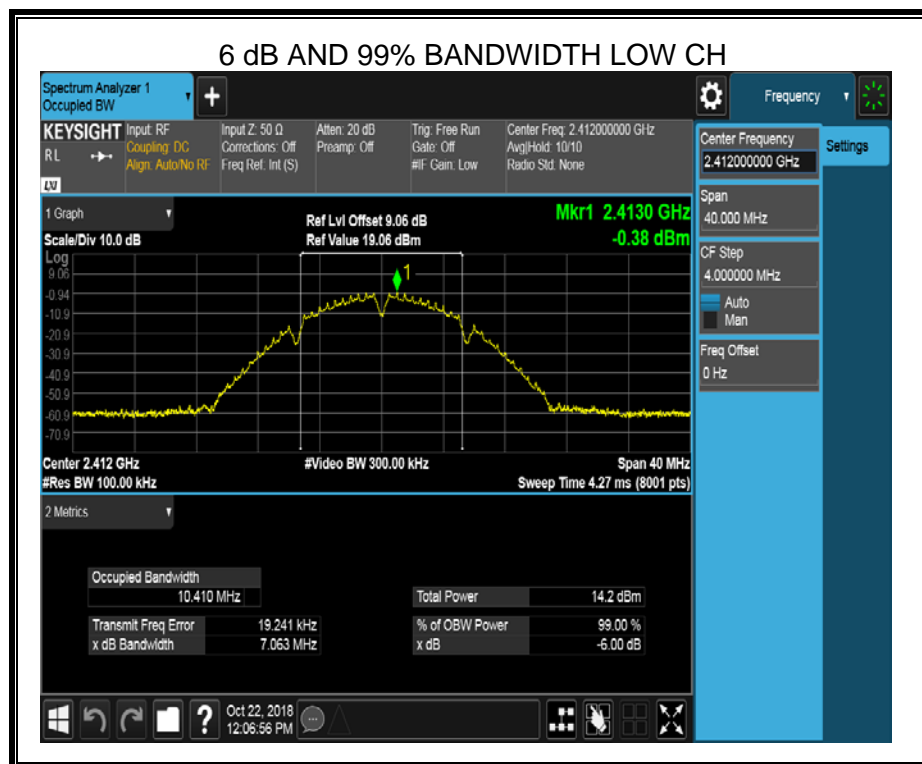 6 dB AND 99% BANDWIDTH LOW CH
Spectrum Analyzer 1
Occupied BW
Frequency
KEYSIGHT
RL
LXI
Input: RF
Coupling: DC
Align: Auto/No RF
Input Z: 50 Ω
Corrections: Off
Freq Ref: Int (S)
Atten: 20 dB
Preamp: Off
Trig: Free Run
Gate: Off
#IF Gain: Low
Center Freq: 2.412000000 GHz
Avg|Hold: 10/10
Radio Std: None
Center Frequency
2.412000000 GHz
Settings
Span
40.000 MHz
CF Step
4.000000 MHz
Auto
Man
Freq Offset
0 Hz
1 Graph
Scale/Div 10.0 dB
Ref Lvl Offset 9.06 dB
Ref Value 19.06 dBm
Mkr1 2.4130 GHz
-0.38 dBm
Log
9.06
-0.94
-10.9
-20.9
-30.9
-40.9
-50.9
-60.9
-70.9
1
Center 2.412 GHz
#Video BW 300.00 kHz
Span 40 MHz
#Res BW 100.00 kHz
Sweep Time 4.27 ms (8001 pts)
2 Metrics
Occupied Bandwidth
10.410 MHz
Total Power 14.2 dBm
Transmit Freq Error 19.241 kHz
% of OBW Power 99.00 %
x dB Bandwidth 7.063 MHz
x dB -6.00 dB
?
Oct 22, 2018
12:06:56 PM